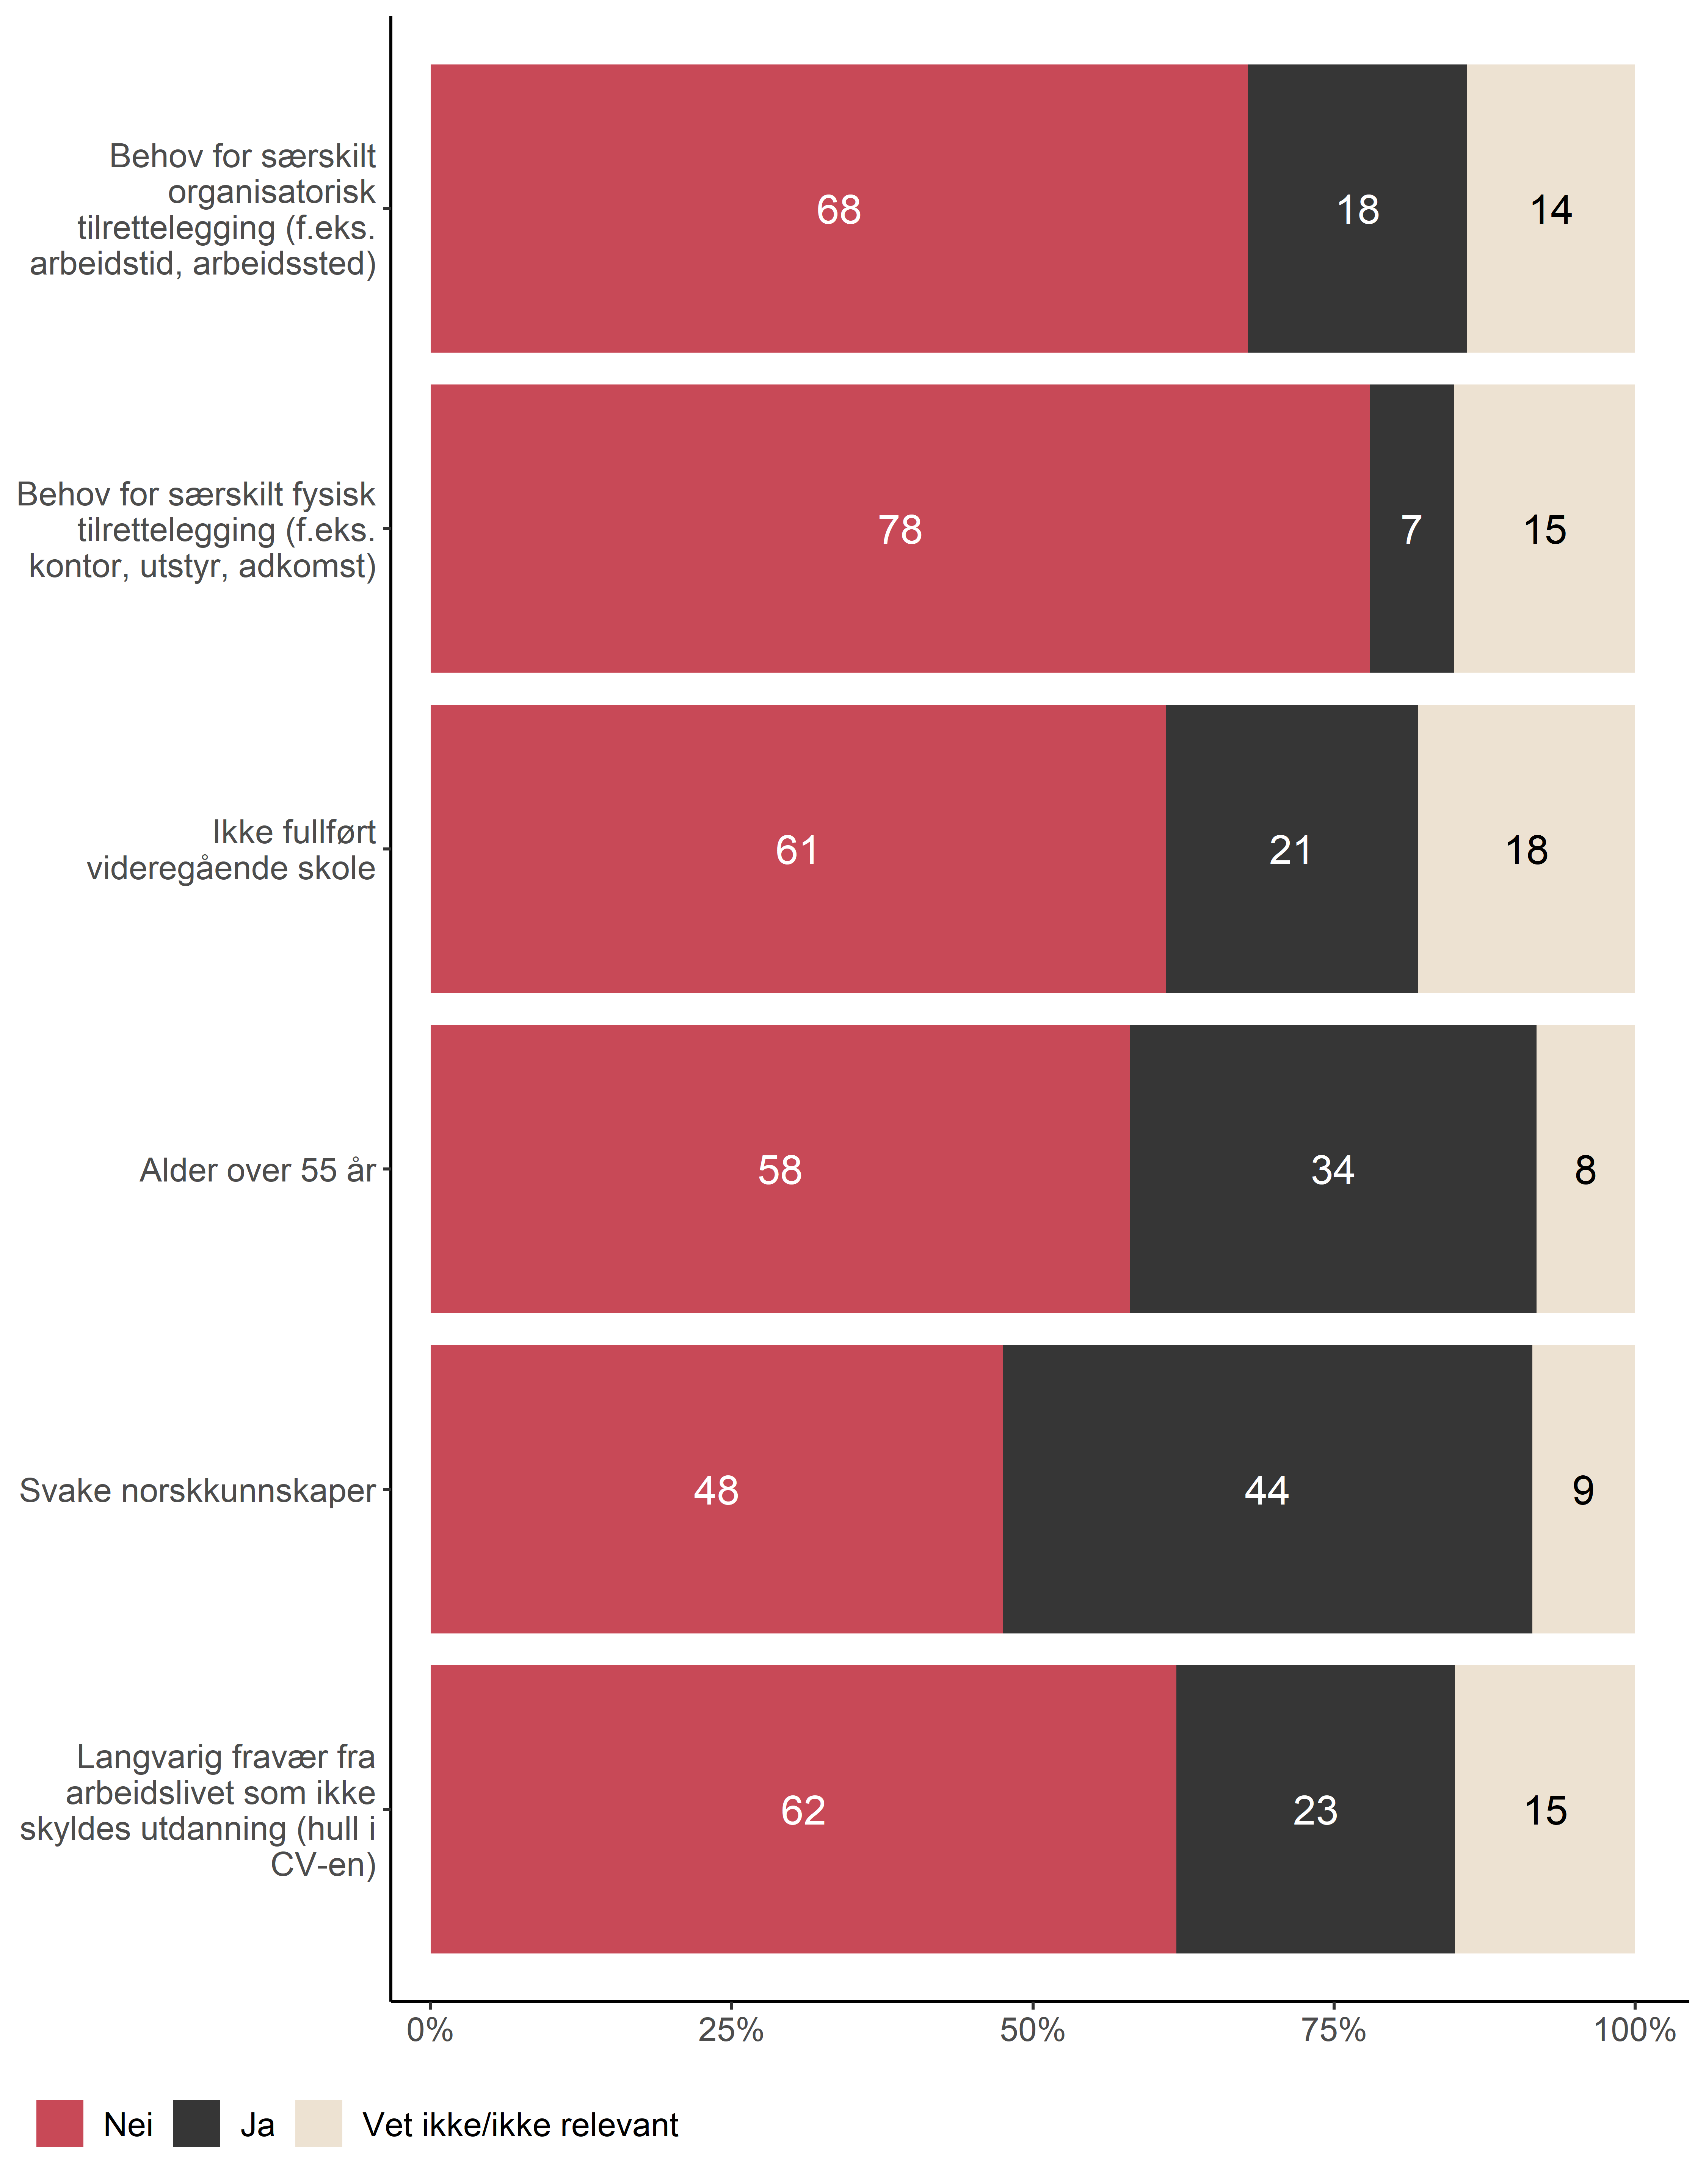 Behov for særskilt
organisatorisk
tilrettelegging (f.eks.
arbeidstid, arbeidssted)
68 18 14
Behov for særskilt fysisk
tilrettelegging (f.eks.
kontor, utstyr, adkomst)
78 7 15
Ikke fullført
videregående skole
61 21 18
Alder over 55 år
58 34 8
Svake norskkunnskaper
48 44 9
Langvarig fravær fra
arbeidslivet som ikke
skyldes utdanning (hull i
CV-en)
62 23 15
0% 25% 50% 75% 100%
Nei Ja Vet ikke/ikke relevant